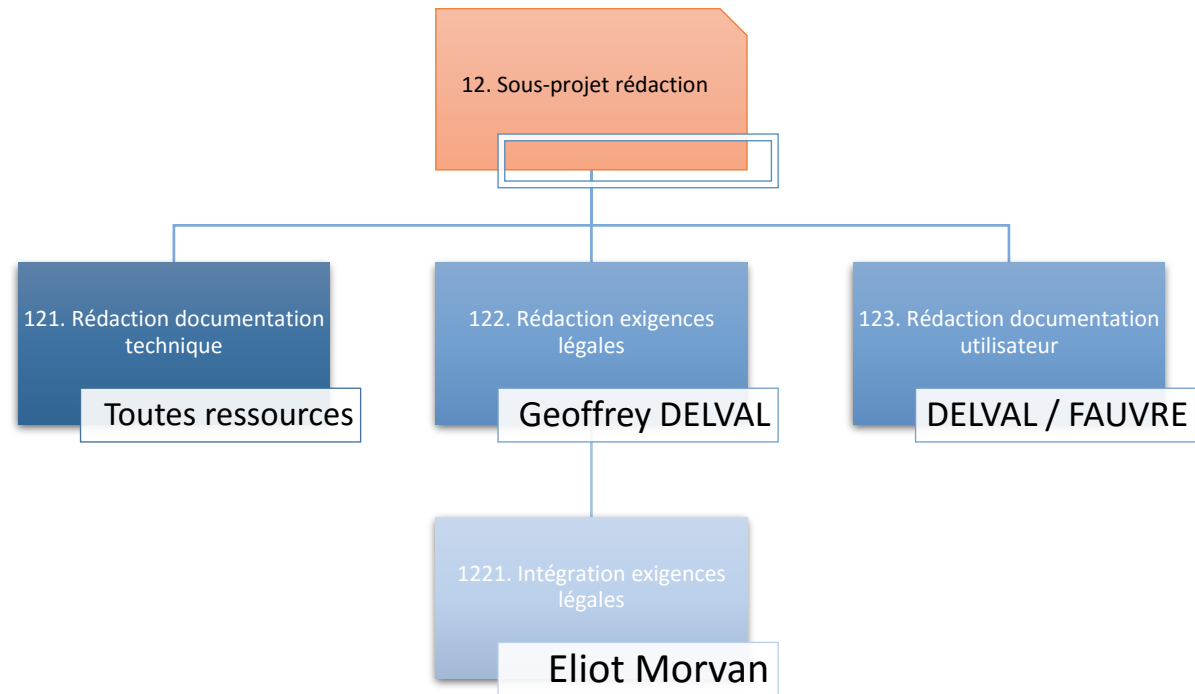 12. Sous-projet rédaction
121. Rédaction documentation
technique
Toutes ressources
122. Rédaction exigences
légales
Geoffrey DELVAL
123. Rédaction documentation
utilisateur
DELVAL / FAUVRE
1221. Intégration exigences
légales
Eliot Morvan